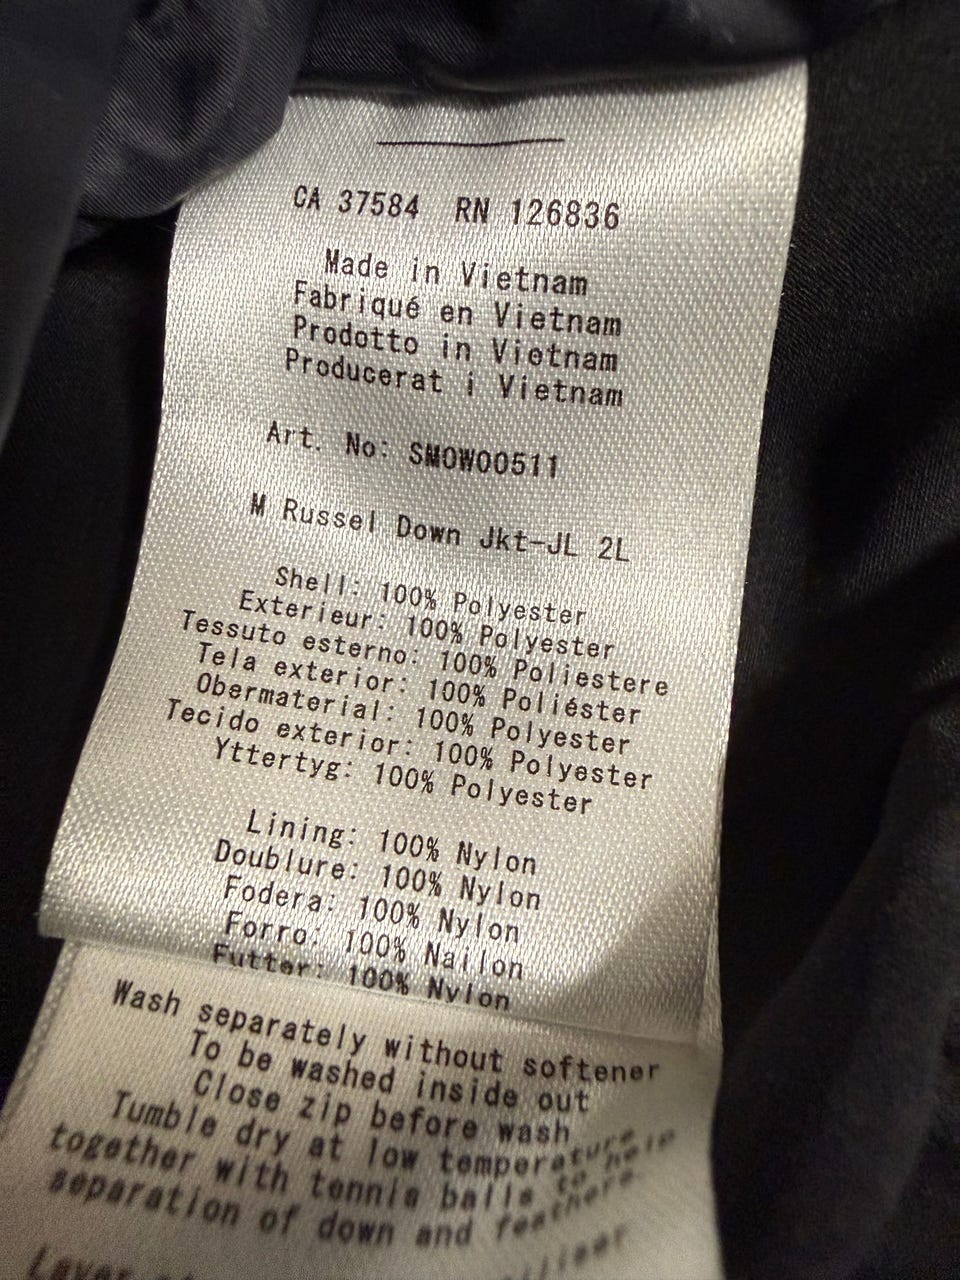 CA 37584 RN 126836
Made in Vietnam
Fabriqué en Vietnam
Prodotto in Vietnam
Producerat i Vietnam
Art. No: SMOW00511
M Russel Down Jkt-JL 2L
Shell: 100% Polyester
Exterieur: 100% Polyester
Tessuto esterno: 100% Poliestere
Tela exterior: 100% Poliéster
Obermaterial: 100% Polyester
Tecido exterior: 100% Polyester
Yttertyg: 100% Polyester
Lining: 100% Nylon
Doublure: 100% Nylon
Fodera: 100% Nylon
Forro: 100% Nailon
Futter: 100% Nylon
Wash separately without softener
To be washed inside out
Close zip before wash
Tumble dry at low temperature
together with tennis balls to help
separation of down and feathers.